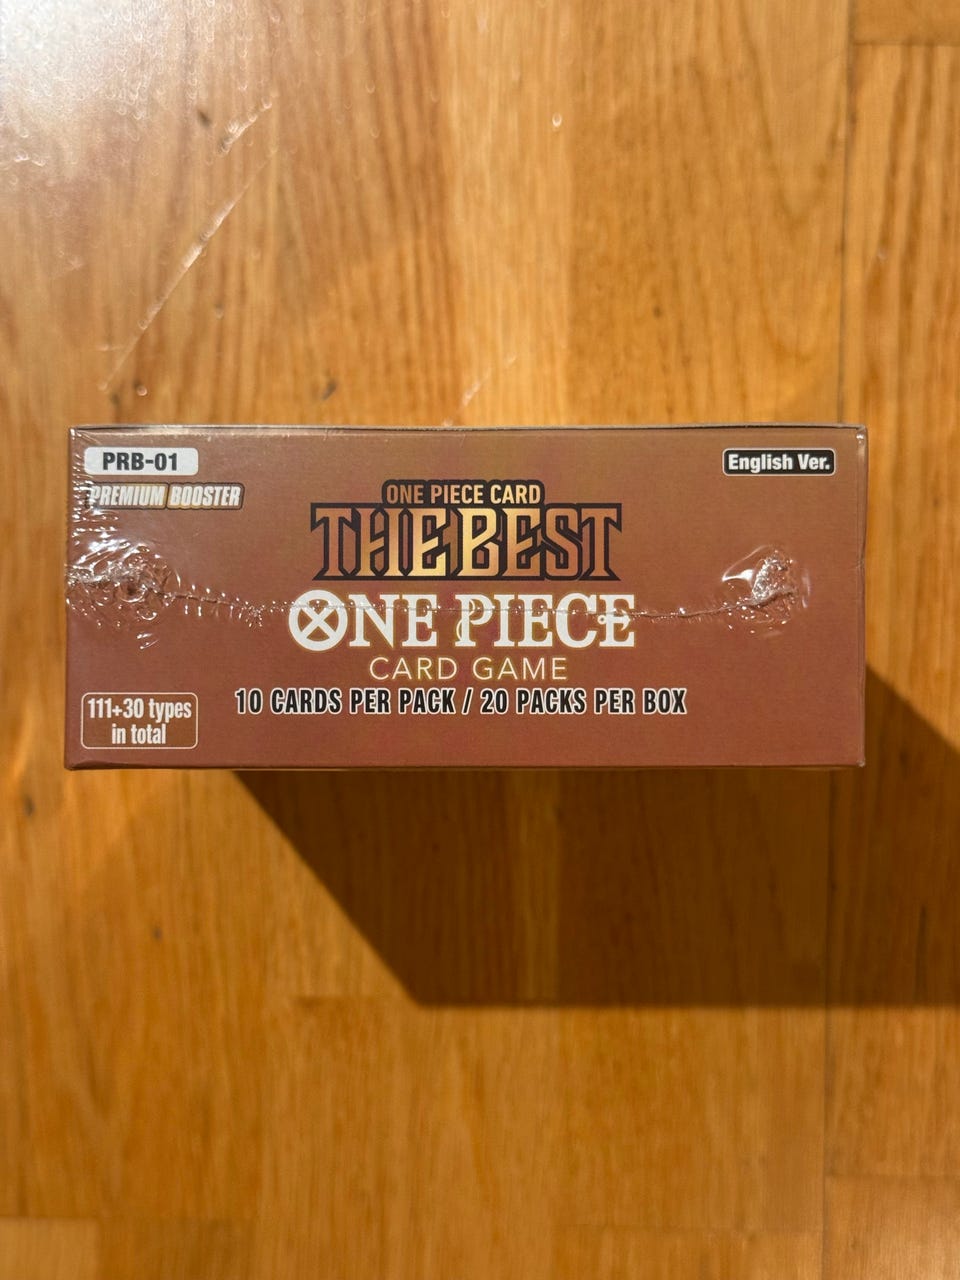 PRB-01
PREMIUM BOOSTER
English Ver.
ONE PIECE CARD
THE BEST
ONE PIECE
CARD GAME
10 CARDS PER PACK / 20 PACKS PER BOX
111+30 types
in total